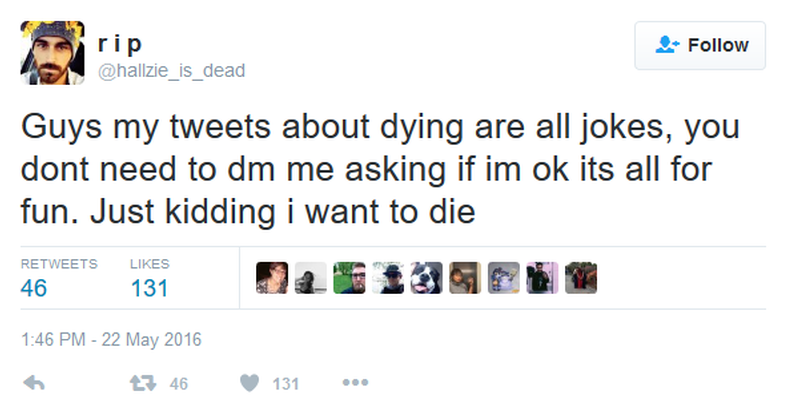 r i p
Follow
@hallzie_is_dead
Guys my tweets about dying are all jokes, you
dont need to dm me asking if im ok its all for
fun. Just kidding i want to die
RETWEETS LIKES
46 131
1:46 PM - 22 May 2016
46 131